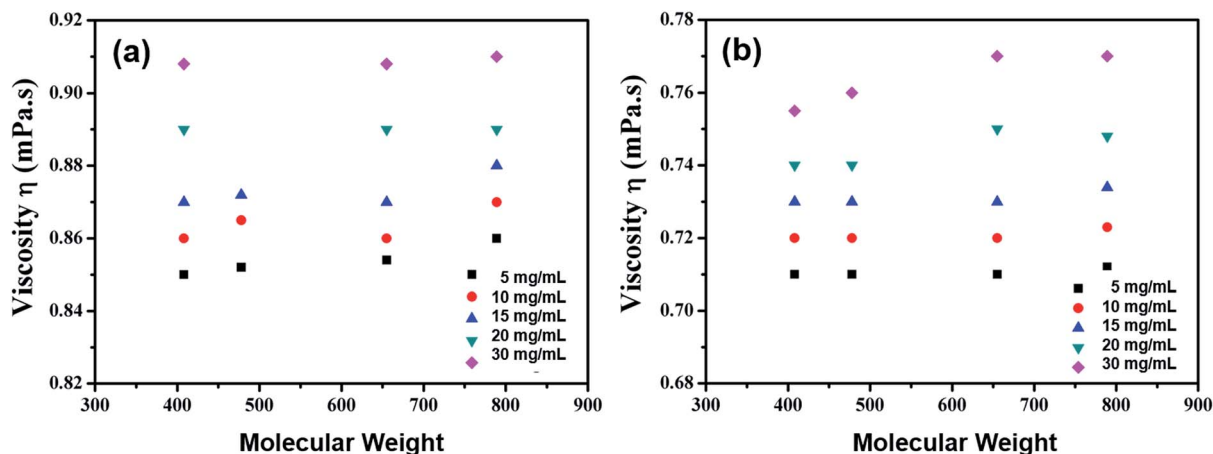 (a)
Viscosity η (mPa.s)
0.92
0.90
0.88
0.86
0.84
0.82
5 mg/mL
10 mg/mL
15 mg/mL
20 mg/mL
30 mg/mL
300 400 500 600 700 800 900
Molecular Weight
(b)
Viscosity η (mPa.s)
0.78
0.76
0.74
0.72
0.70
0.68
5 mg/mL
10 mg/mL
15 mg/mL
20 mg/mL
30 mg/mL
300 400 500 600 700 800 900
Molecular Weight